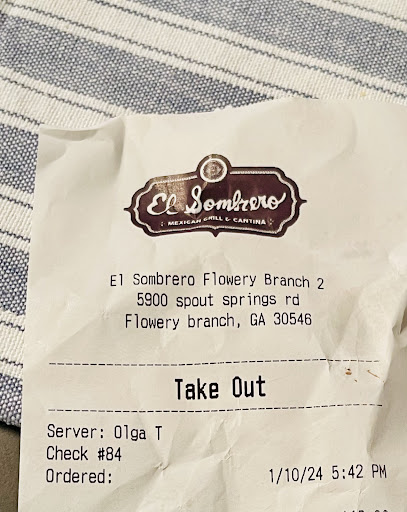 El Sombrero
MEXICAN GRILL & CANTINA
El Sombrero Flowery Branch 2
5900 spout springs rd
Flowery branch, GA 30546
Take Out
Server: Olga T
Check #84
Ordered: 1/10/24 5:42 PM